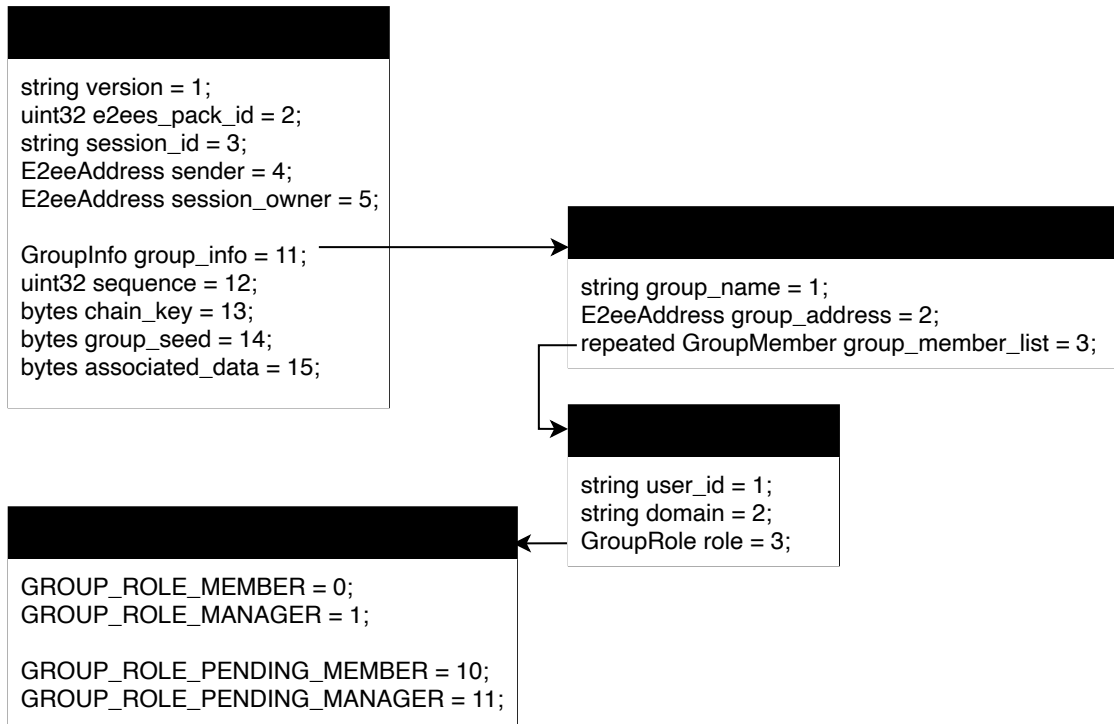 string version = 1;
uint32 e2ees_pack_id = 2;
string session_id = 3;
E2eeAddress sender = 4;
E2eeAddress session_owner = 5;
GroupInfo group_info = 11;
uint32 sequence = 12;
bytes chain_key = 13;
bytes group_seed = 14;
bytes associated_data = 15;
string group_name = 1;
E2eeAddress group_address = 2;
repeated GroupMember group_member_list = 3;
string user_id = 1;
string domain = 2;
GroupRole role = 3;
GROUP_ROLE_MEMBER = 0;
GROUP_ROLE_MANAGER = 1;
GROUP_ROLE_PENDING_MEMBER = 10;
GROUP_ROLE_PENDING_MANAGER = 11;